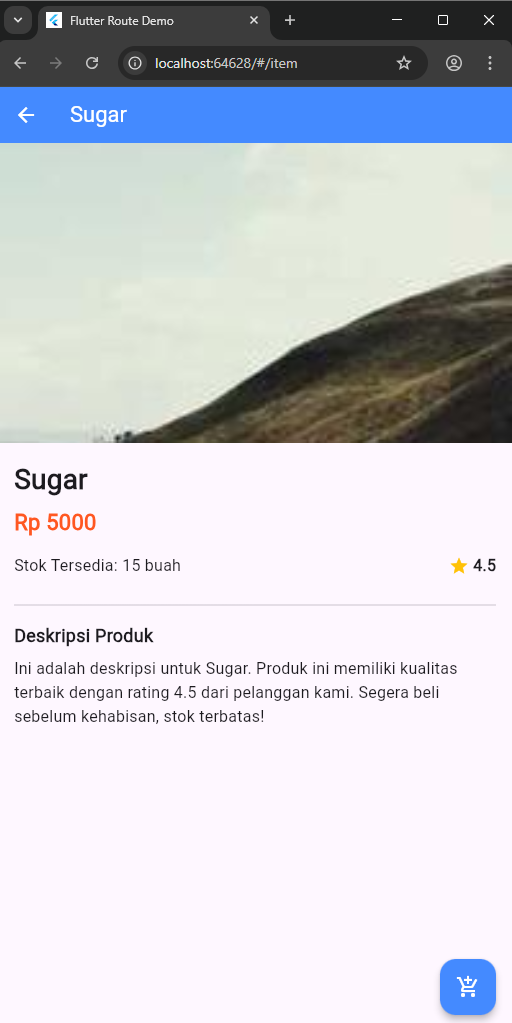 Flutter Route Demo
localhost:64628/#/item
Sugar
Sugar
Rp 5000
Stok Tersedia: 15 buah 4.5
Deskripsi Produk
Ini adalah deskripsi untuk Sugar. Produk ini memiliki kualitas
terbaik dengan rating 4.5 dari pelanggan kami. Segera beli
sebelum kehabisan, stok terbatas!